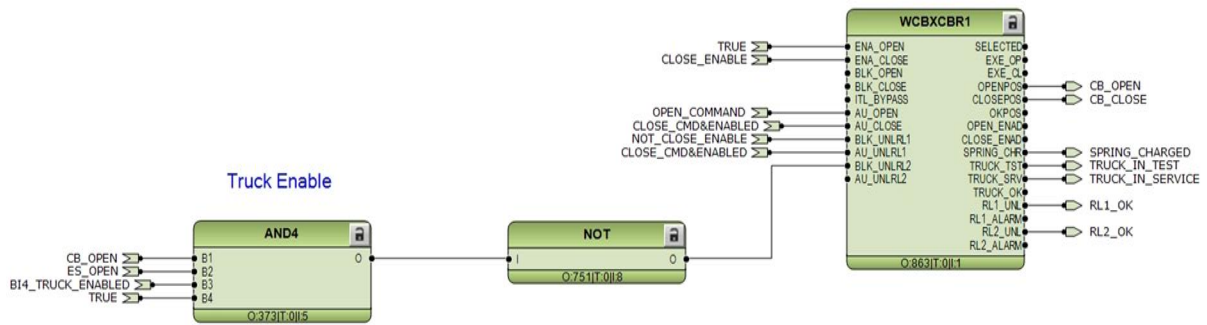 WCBXCBR1
TRUE
ENA_OPEN
SELECTED
CLOSE_ENABLE
ENA_CLOSE
EXE_OP
BLK_OPEN
EXE_CL
BLK_CLOSE
OPENPOS
CB_OPEN
ITL_BYPASS
CLOSEPOS
CB_CLOSE
OPEN_COMMAND
AU_OPEN
OKPOS
CLOSE_CMD&ENABLED
AU_CLOSE
OPEN_ENAD
NOT_CLOSE_ENABLE
BLK_UNLRL1
CLOSE_ENAD
CLOSE_CMD&ENABLED
AU_UNLRL1
SPRING_CHR
SPRING_CHARGED
BLK_UNLRL2
TRUCK_TST
TRUCK_IN_TEST
AU_UNLRL2
TRUCK_SRV
TRUCK_IN_SERVICE
TRUCK_OK
RL1_UNL
RL1_OK
RL1_ALARM
RL2_UNL
RL2_OK
RL2_ALARM
O:863|T:0|I:1
Truck Enable
AND4
CB_OPEN
B1
O
ES_OPEN
B2
BI4_TRUCK_ENABLED
B3
TRUE
B4
O:373|T:0|I:5
NOT
I
O
O:751|T:0|I:8